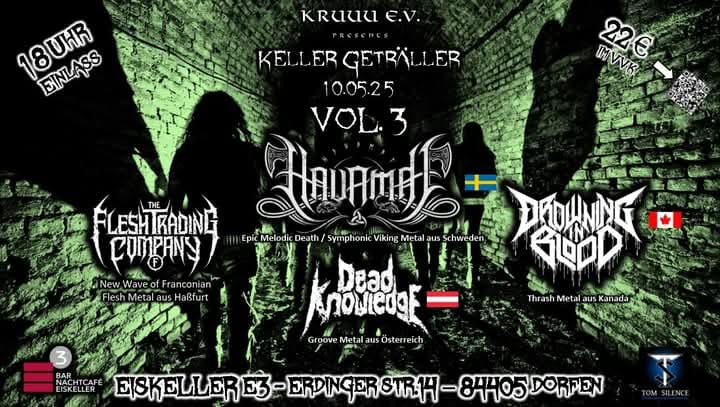 KRUUU E.V.
PRESENTS
KELLER GETRÄLLER
10.05.25
VOL. 3
18 UHR
EINLASS
22 €
IM VVK
HAVAMAL
Epic Melodic Death / Symphonic Viking Metal aus Schweden
THE
FLESH TRADING
COMPANY
New Wave of Franconian
Flesh Metal aus Haßfurt
DROWNING
IN
BLOOD
Thrash Metal aus Kanada
Dead
Knowledge
Groove Metal aus Österreich
3
BAR
NACHTCAFÉ
EISKELLER
EISKELLER E3 - ERDINGER STR.14 – 84405 DORFEN
TOM SILENCE